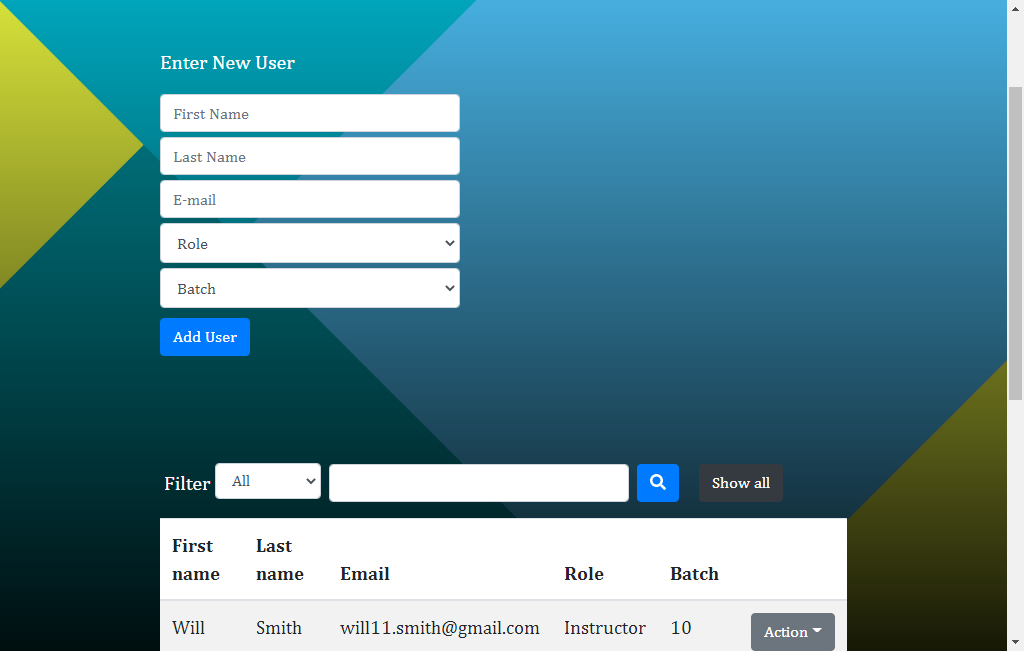 Enter New User
First Name
Last Name
E-mail
Role
Batch
Add User
Filter All Show all
First name Last name Email Role Batch
Will Smith will11.smith@gmail.com Instructor 10 Action